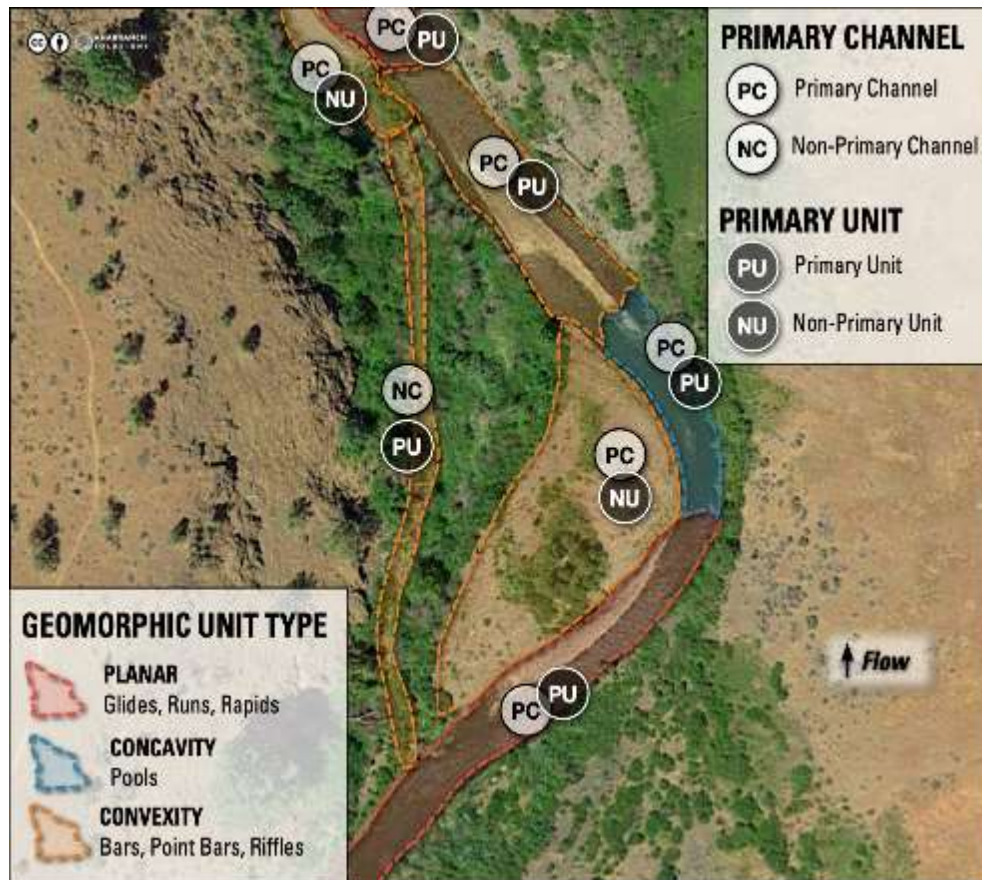 ANABRANCH
SOLUTIONS
PC
PU
PC
NU
PC
PU
PC
PU
NC
PU
PC
NU
PC
PU
PRIMARY CHANNEL
PC Primary Channel
NC Non-Primary Channel
PRIMARY UNIT
PU Primary Unit
NU Non-Primary Unit
GEOMORPHIC UNIT TYPE
PLANAR
Glides, Runs, Rapids
CONCAVITY
Pools
CONVEXITY
Bars, Point Bars, Riffles
Flow